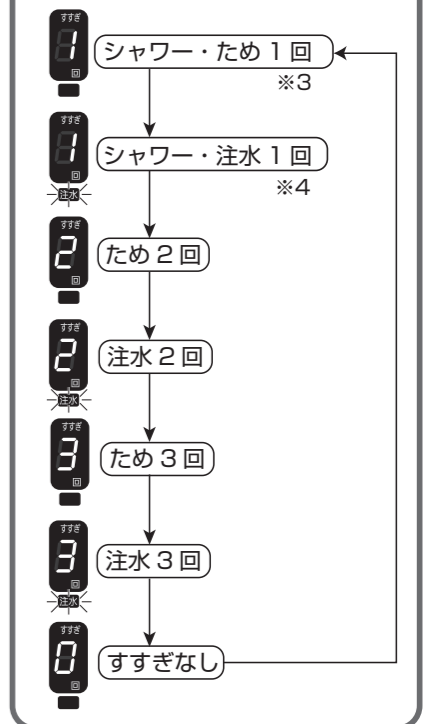 すすぎ
1
回
シャワー・ため1回
※3
すすぎ
1
回
注水
シャワー・注水1回
※4
すすぎ
2
回
ため2回
すすぎ
2
回
注水
注水2回
すすぎ
3
回
ため3回
すすぎ
3
回
注水
注水3回
すすぎ
0
回
すすぎなし